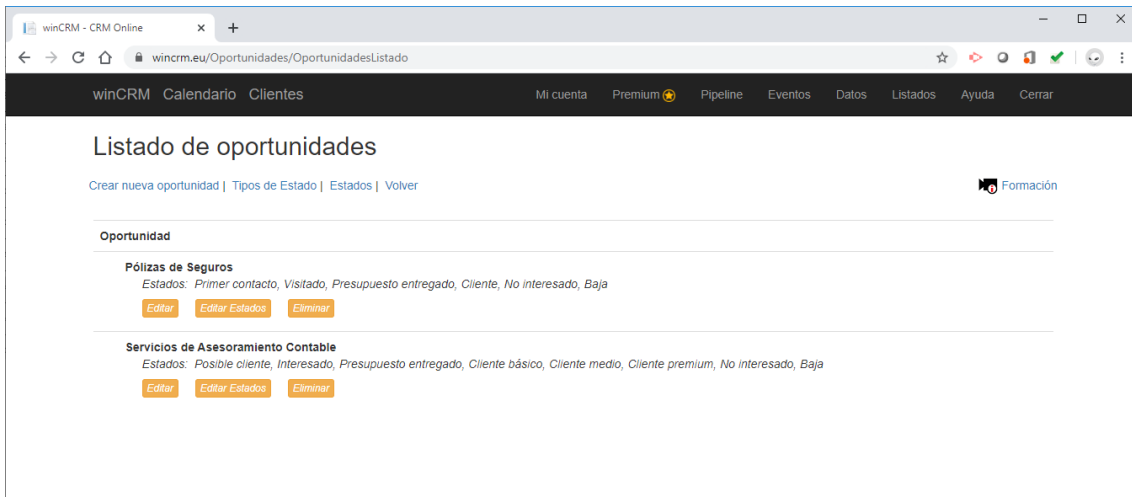 winCRM - CRM Online
wincrm.eu/Oportunidades/OportunidadesListado
winCRM Calendario Clientes Mi cuenta Premium Pipeline Eventos Datos Listados Ayuda Cerrar
Listado de oportunidades
Crear nueva oportunidad | Tipos de Estado | Estados | Volver Formación
Oportunidad
Pólizas de Seguros
Estados: Primer contacto, Visitado, Presupuesto entregado, Cliente, No interesado, Baja
Editar Editar Estados Eliminar
Servicios de Asesoramiento Contable
Estados: Posible cliente, Interesado, Presupuesto entregado, Cliente básico, Cliente medio, Cliente premium, No interesado, Baja
Editar Editar Estados Eliminar